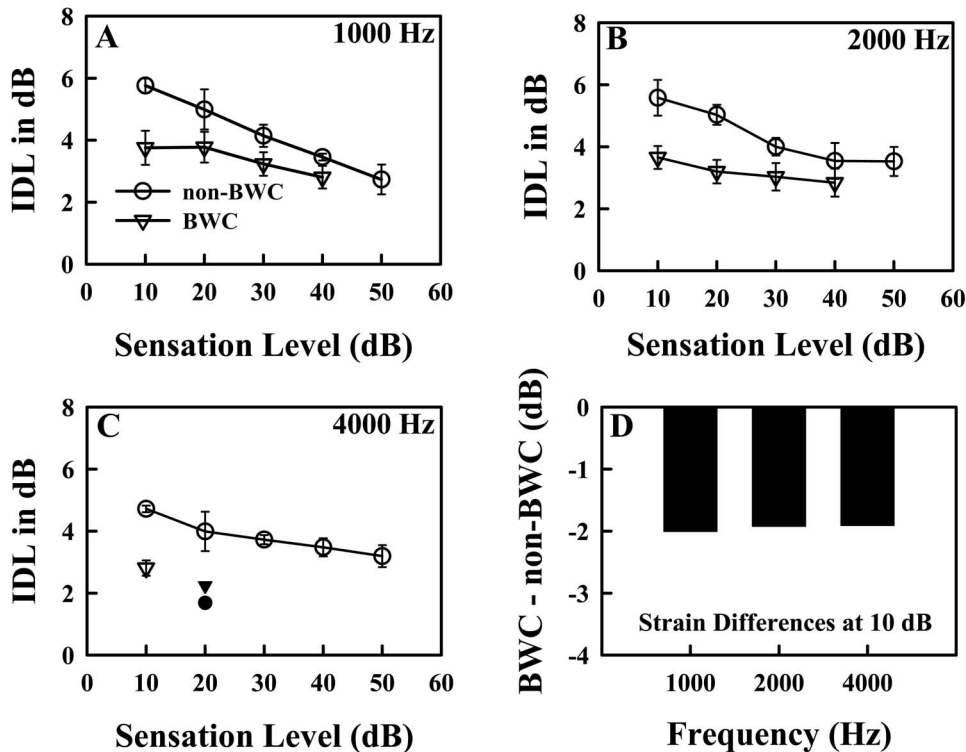 A
1000 Hz
IDL in dB
8
6
4
2
0
non-BWC
BWC
0 10 20 30 40 50 60
Sensation Level (dB)
B
2000 Hz
IDL in dB
8
6
4
2
0
0 10 20 30 40 50 60
Sensation Level (dB)
C
4000 Hz
IDL in dB
8
6
4
2
0
0 10 20 30 40 50 60
Sensation Level (dB)
D
BWC - non-BWC (dB)
0
-1
-2
-3
-4
Strain Differences at 10 dB
1000 2000 4000
Frequency (Hz)